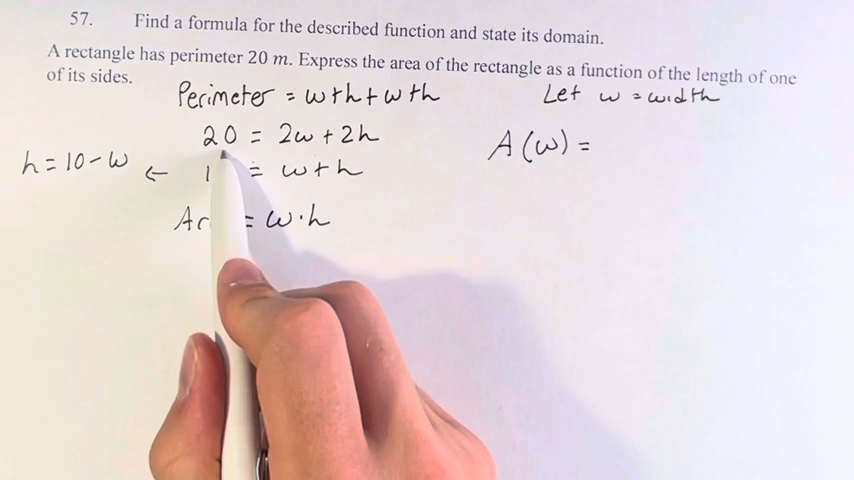 57. Find a formula for the described function and state its domain.
A rectangle has perimeter 20 m. Express the area of the rectangle as a function of the length of one
of its sides.
Perimeter = w + h + w + h
Let w = width
20 = 2w + 2h
A(w) =
h = 10 - w ← 1 = w + h
Ar = w · h